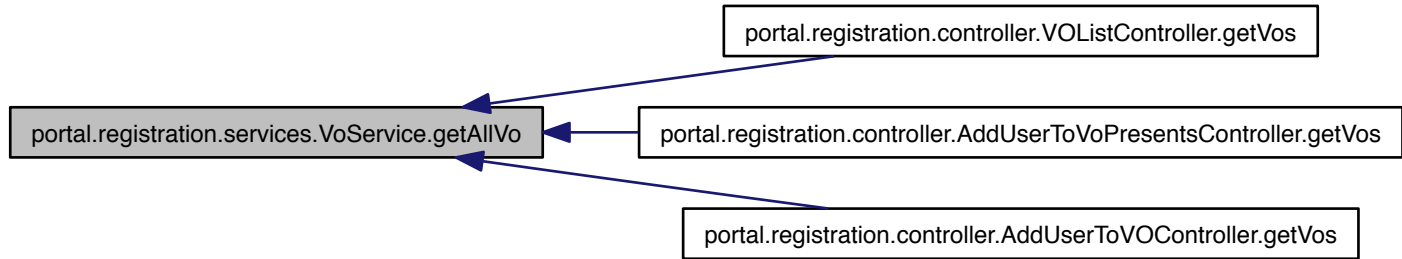 portal.registration.controller.VOListController.getVos
portal.registration.services.VoService.getAllVo
portal.registration.controller.AddUserToVoPresentsController.getVos
portal.registration.controller.AddUserToVOController.getVos